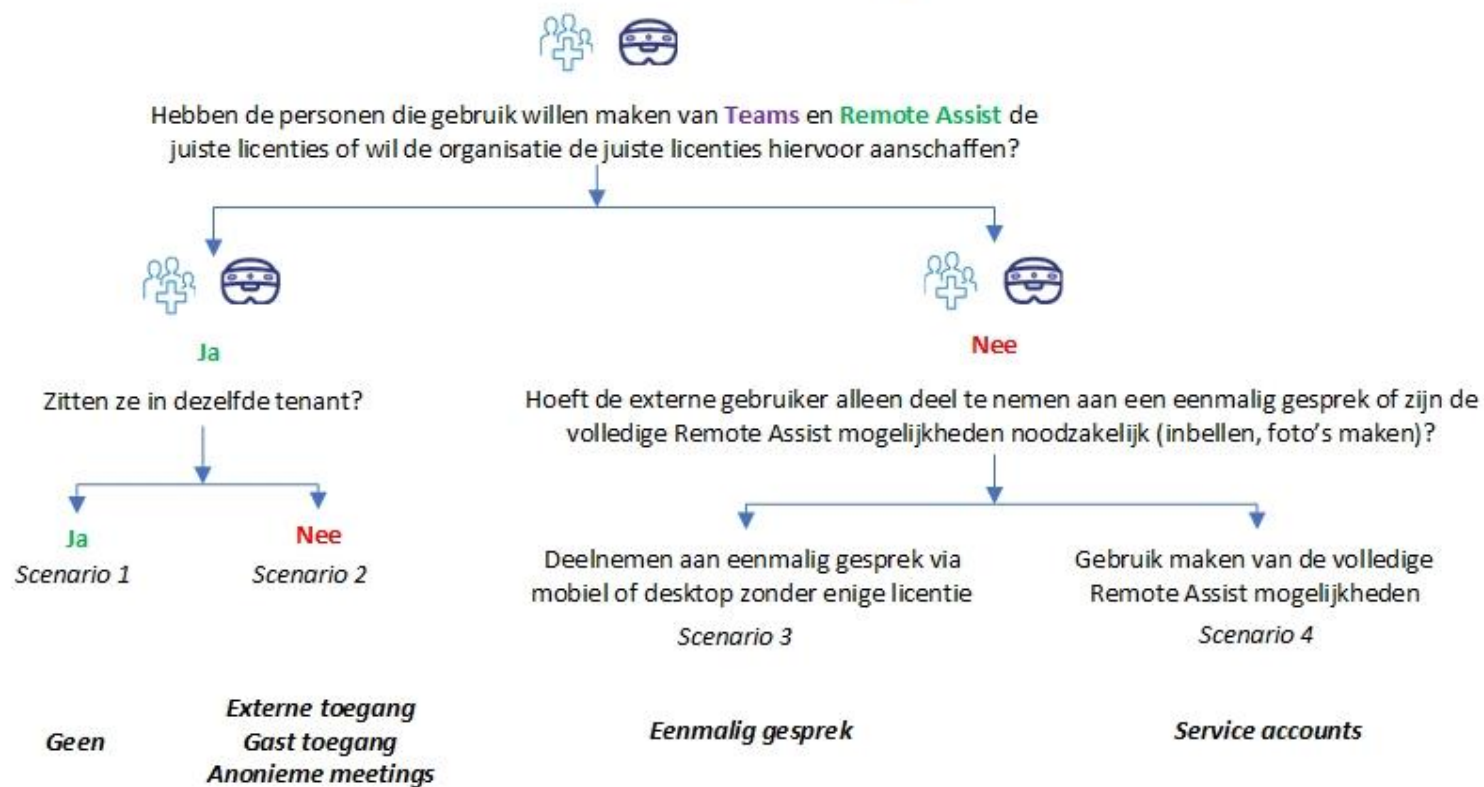 Hebben de personen die gebruik willen maken van Teams en Remote Assist de
juiste licenties of wil de organisatie de juiste licenties hiervoor aanschaffen?
Ja
Zitten ze in dezelfde tenant?
Ja
Scenario 1
Nee
Scenario 2
Nee
Hoeft de externe gebruiker alleen deel te nemen aan een eenmalig gesprek of zijn de
volledige Remote Assist mogelijkheden noodzakelijk (inbellen, foto's maken)?
Deelnemen aan eenmalig gesprek via
mobiel of desktop zonder enige licentie
Scenario 3
Gebruik maken van de volledige
Remote Assist mogelijkheden
Scenario 4
Geen
Externe toegang
Gast toegang
Anonieme meetings
Eenmalig gesprek
Service accounts